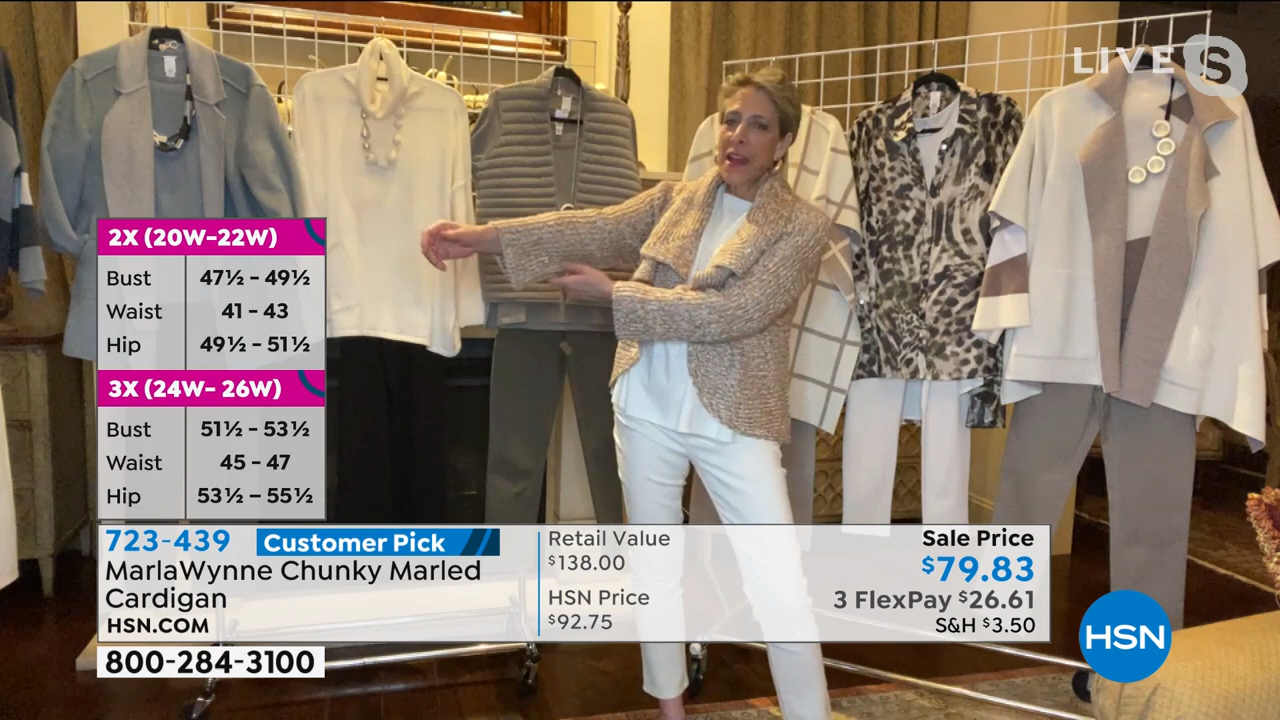 LIVE S
2X (20W-22W)
Bust 47½ - 49½
Waist 41 - 43
Hip 49½ - 51½
3X (24W- 26W)
Bust 51½ - 53½
Waist 45 - 47
Hip 53½ - 55½
723-439 Customer Pick
MarlaWynne Chunky Marled
Cardigan
HSN.COM
Retail Value
$138.00
HSN Price
$92.75
Sale Price
$79.83
3 FlexPay $26.61
S&H $3.50
HSN
800-284-3100